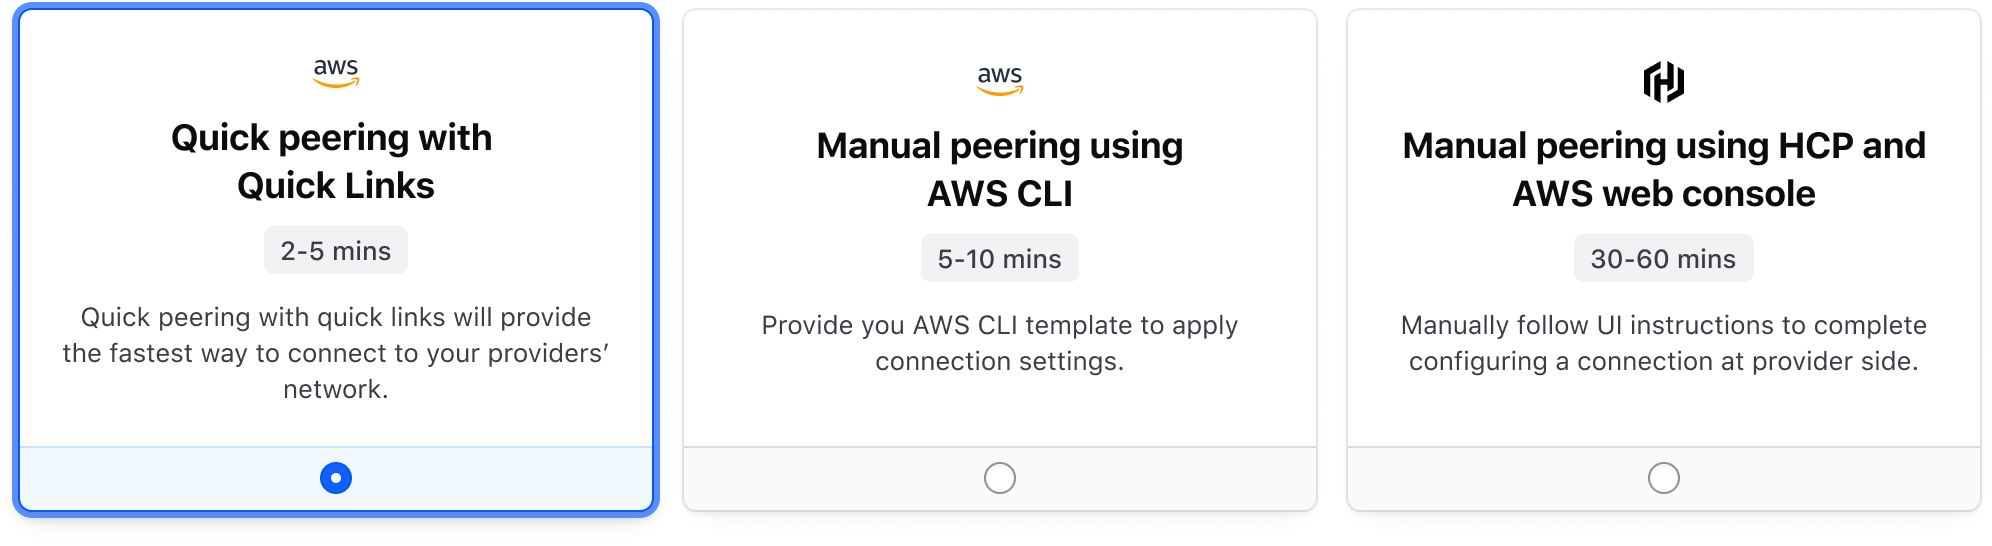 aws
Quick peering with
Quick Links
2-5 mins
Quick peering with quick links will provide
the fastest way to connect to your providers’
network.
aws
Manual peering using
AWS CLI
5-10 mins
Provide you AWS CLI template to apply
connection settings.
Manual peering using HCP and
AWS web console
30-60 mins
Manually follow UI instructions to complete
configuring a connection at provider side.